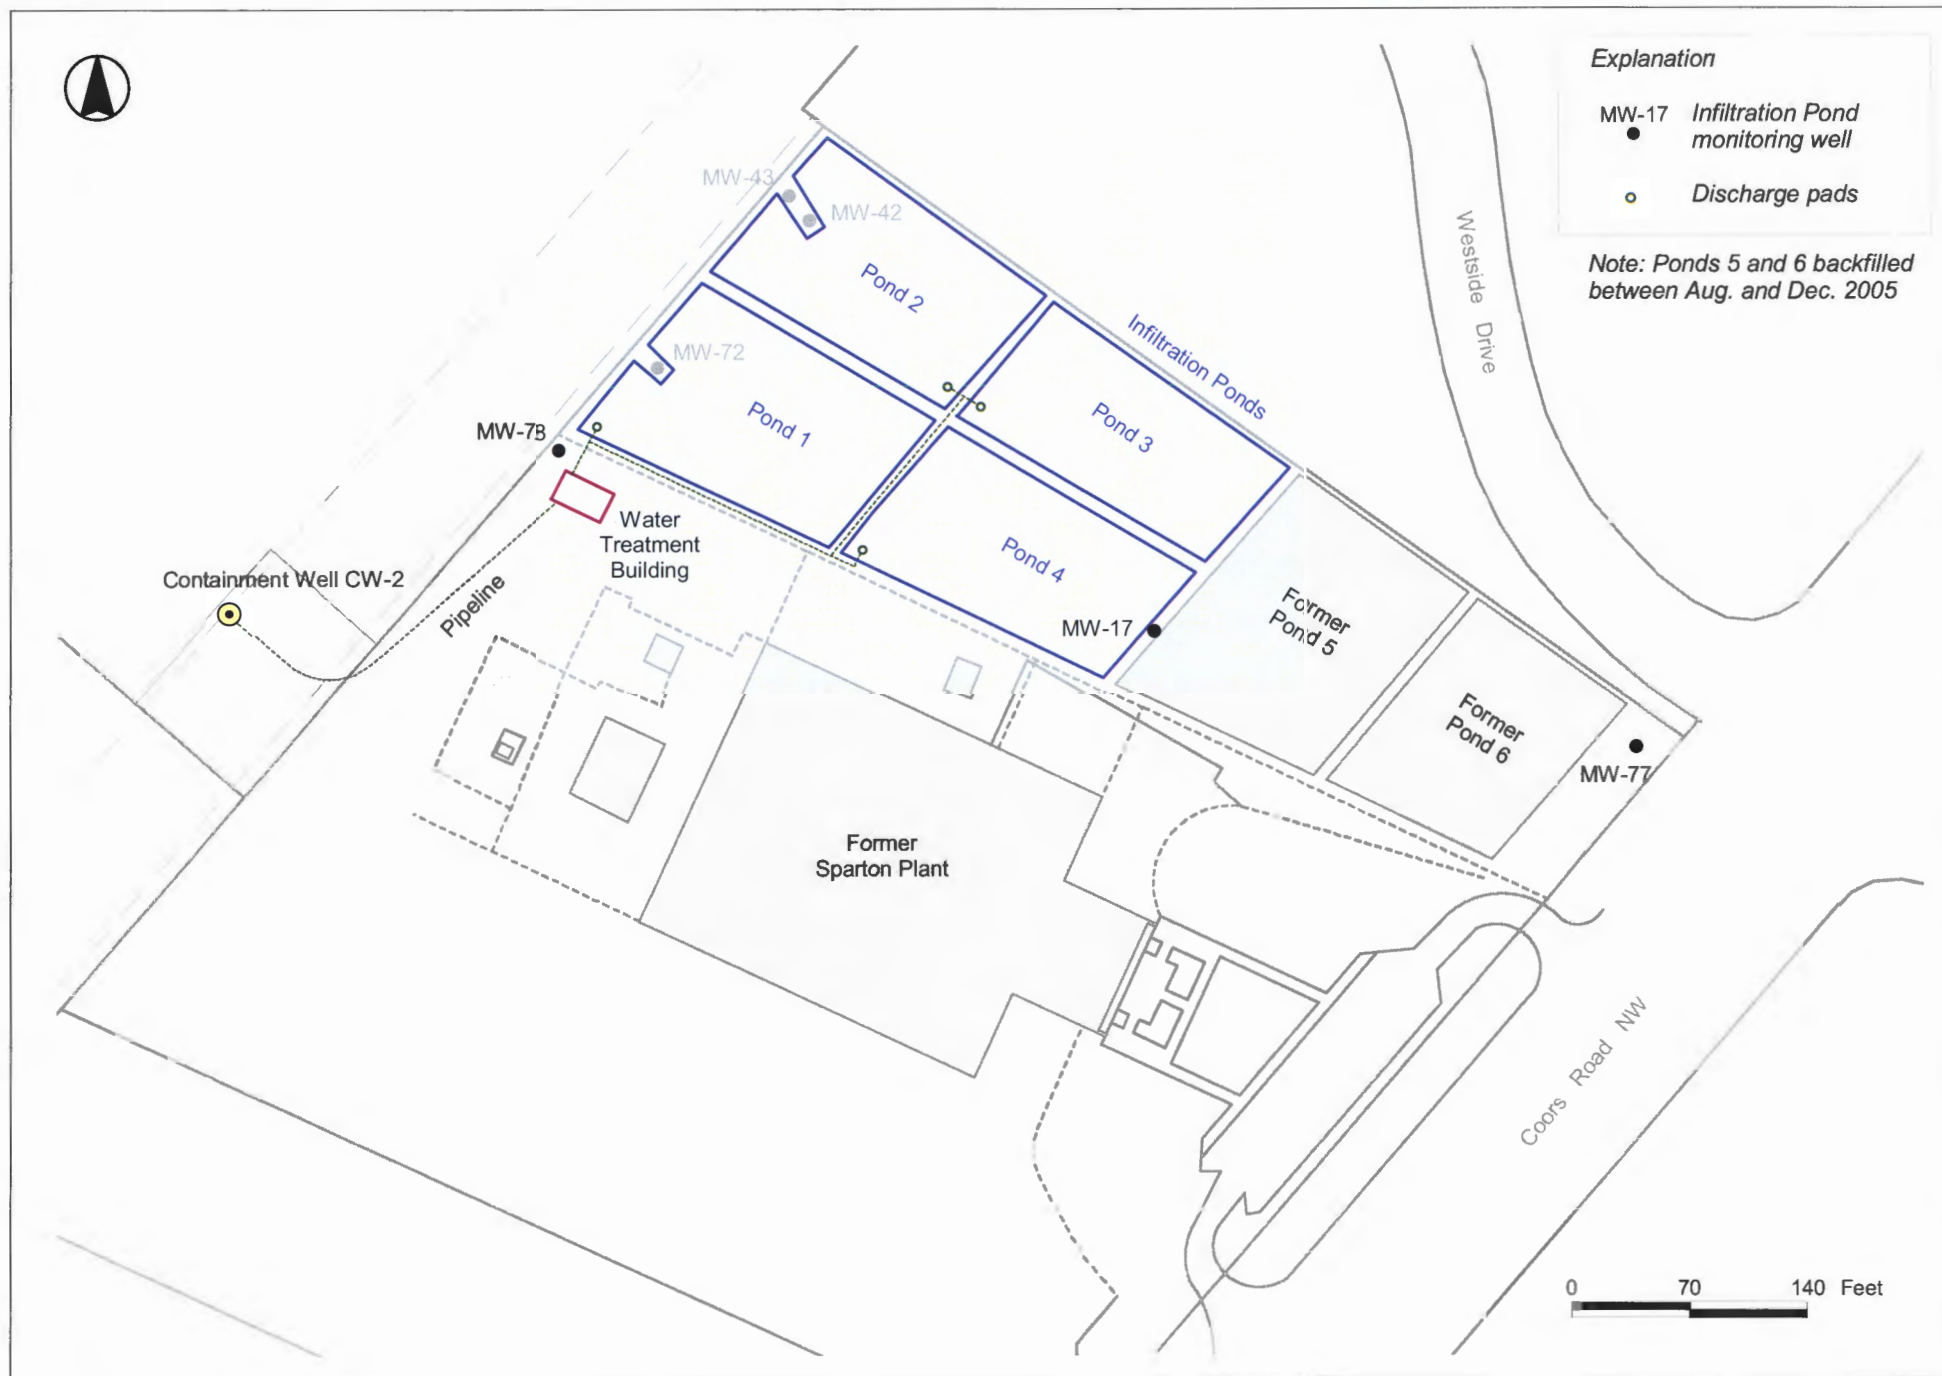 Explanation
MW-17 Infiltration Pond
monitoring well
Discharge pads
Note: Ponds 5 and 6 backfilled
between Aug. and Dec. 2005
MW-43
MW-42
Westside Drive
Pond 2
Infiltration Ponds
MW-72
Pond 1
Pond 3
MW-78
Water
Treatment
Building
Pond 4
Containment Well CW-2
Pipeline
MW-17
Former
Pond 5
Former
Pond 6
MW-77
Former
Sparton Plant
Coors Road NW
0 70 140 Feet